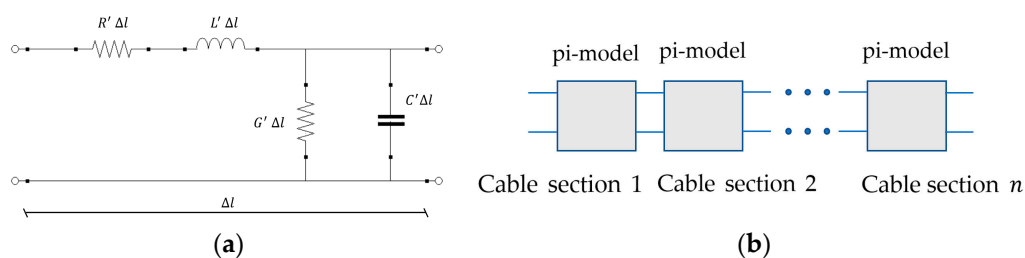 R′ Δl
L′ Δl
G′ Δl
C′Δl
Δl
(a)
pi-model pi-model pi-model
Cable section 1 Cable section 2 Cable section n
(b)